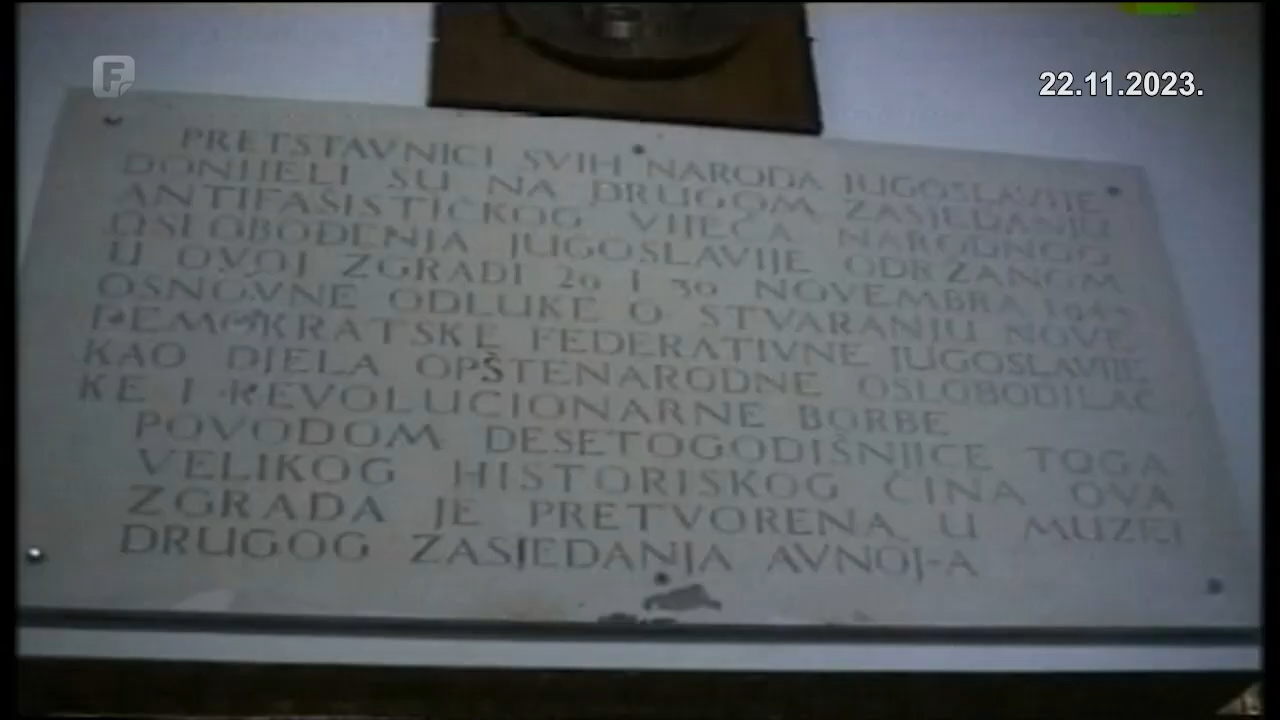 F
22.11.2023.
PRETSTAVNICI SVIH NARODA JUGOSLAVIJE
DONIJELI SU NA DRUGOM ZASJEDANJU
ANTIFAŠISTIČKOG VIJEĆA NARODNOG
OSLOBOĐENJA JUGOSLAVIJE ODRŽANOM
U OVOJ ZGRADI 29 I 30 NOVEMBRA
OSNOVNE ODLUKE O STVARANJU NOVE
DEMOKRATSKE FEDERATIVNE JUGOSLAVIJE
KAO DJELA OPŠTENARODNE OSLOBODILAČ
KE I REVOLUCIONARNE BORBE
POVODOM DESETOGODIŠNJICE TOGA
VELIKOG HISTORISKOG ČINA OVA
ZGRADA JE PRETVORENA U MUZEJ
DRUGOG ZASJEDANJA AVNOJ-A